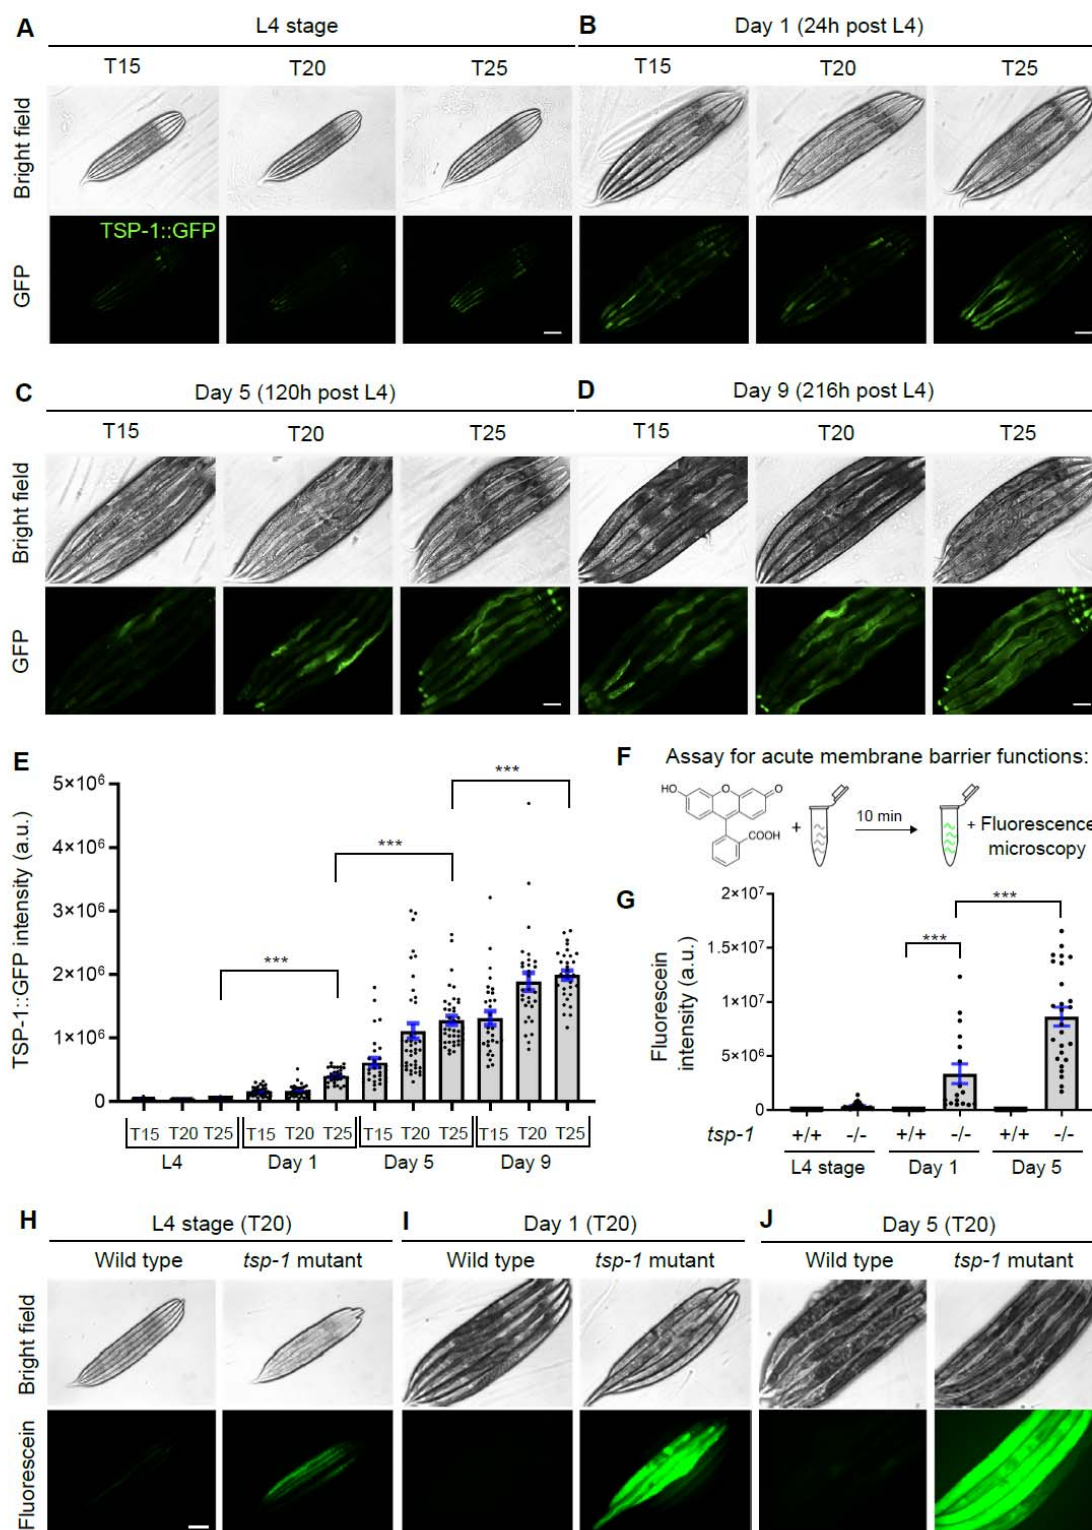 A L4 stage B Day 1 (24h post L4)
T15 T20 T25 T15 T20 T25
Bright field
TSP-1::GFP
GFP
C Day 5 (120h post L4) D Day 9 (216h post L4)
T15 T20 T25 T15 T20 T25
Bright field
GFP
E
TSP-1::GFP intensity (a.u.)
5×10⁶
4×10⁶
3×10⁶
2×10⁶
1×10⁶
0
*** *** ***
T15 T20 T25 T15 T20 T25 T15 T20 T25 T15 T20 T25
L4 Day 1 Day 5 Day 9
F Assay for acute membrane barrier functions:
HO O O
COOH
+ 10 min + Fluorescence
microscopy
G
Fluorescein
intensity (a.u.)
2×10⁷
1.5×10⁷
1×10⁷
5×10⁶
0
*** ***
tsp-1 +/+ -/- +/+ -/- +/+ -/-
L4 stage Day 1 Day 5
H L4 stage (T20) I Day 1 (T20) J Day 5 (T20)
Wild type tsp-1 mutant Wild type tsp-1 mutant Wild type tsp-1 mutant
Bright field
Fluorescein